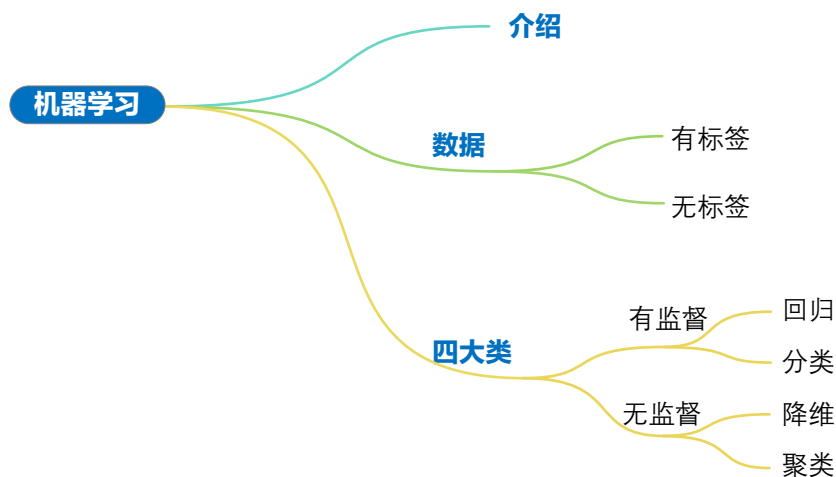 介绍
机器学习
数据
有标签
无标签
四大类
有监督
回归
分类
无监督
降维
聚类